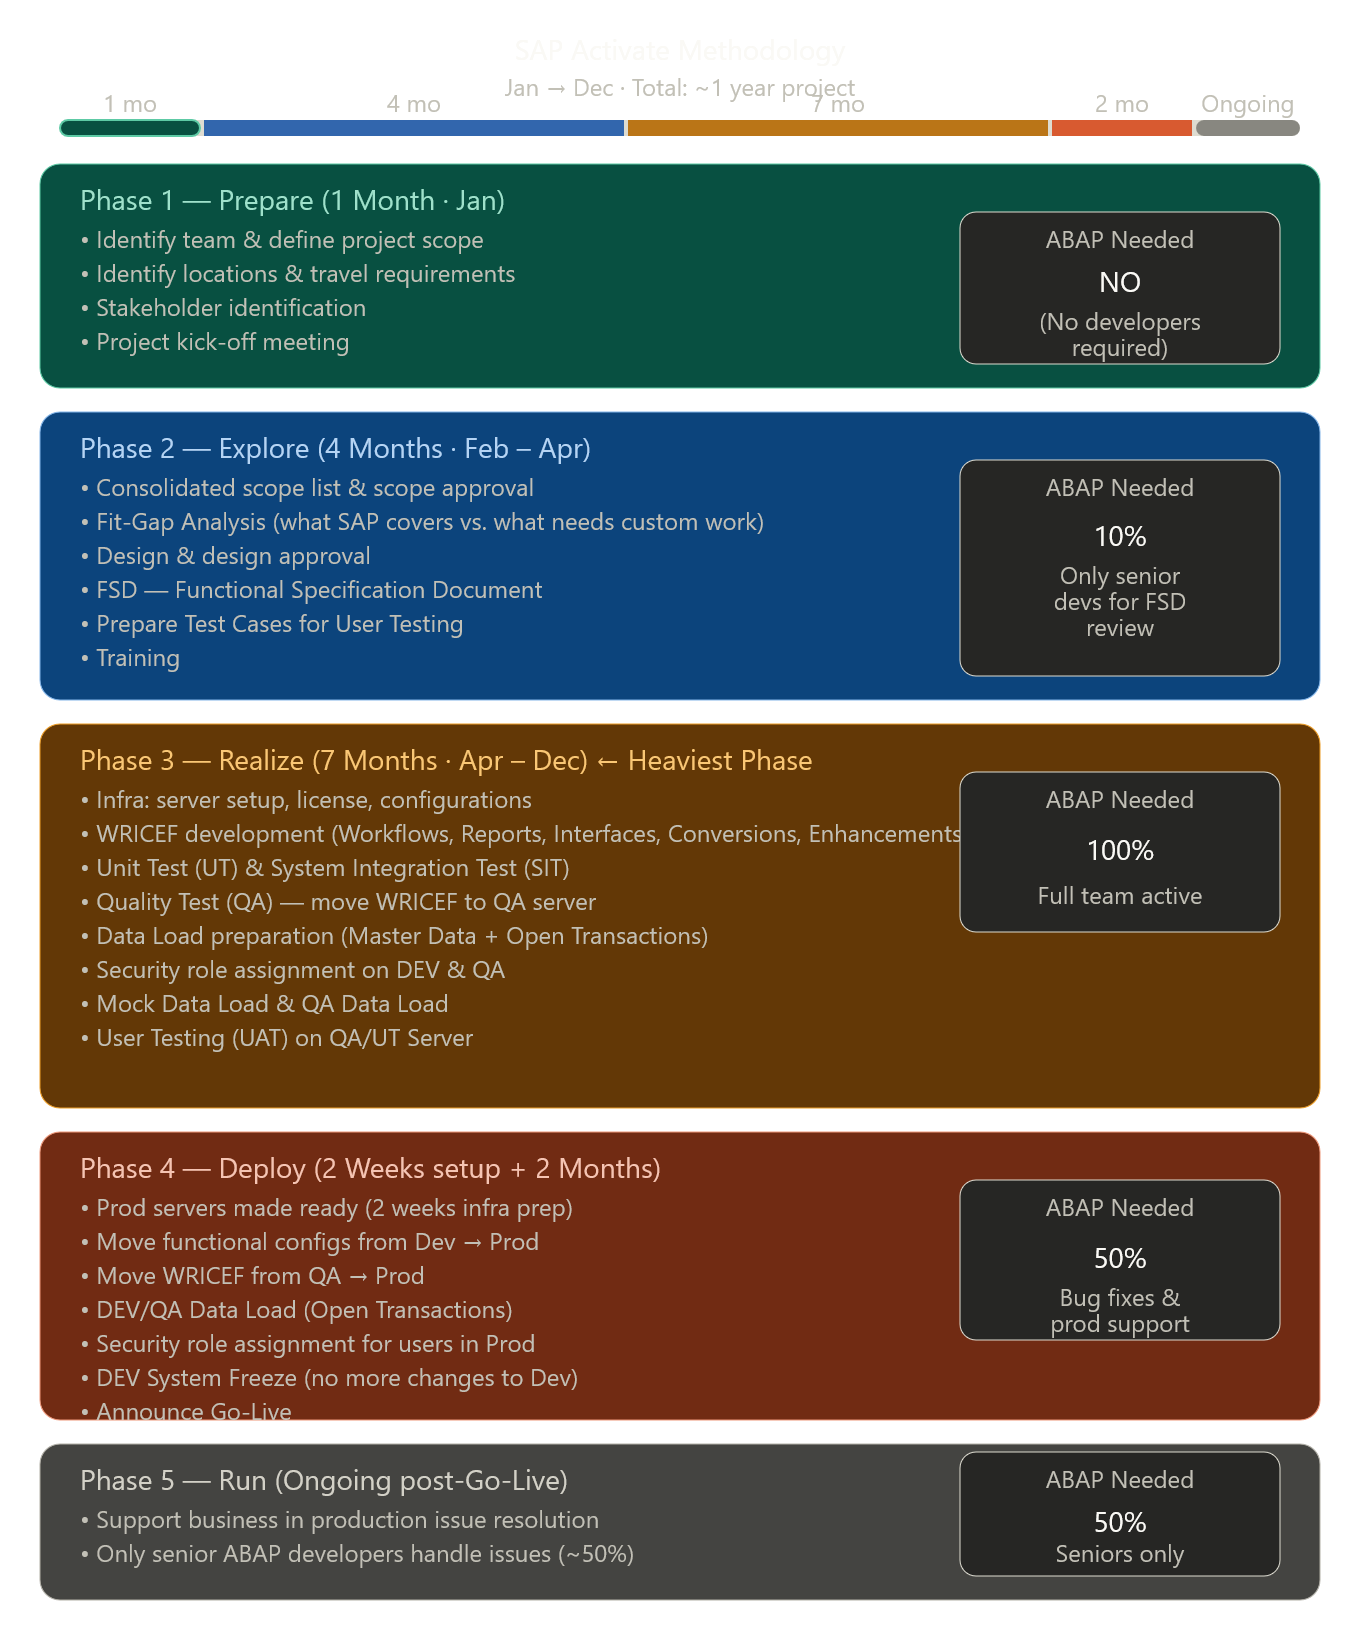 SAP Activate Methodology
Jan → Dec · Total: ~1 year project
1 mo
4 mo
7 mo
2 mo
Ongoing
Phase 1 — Prepare (1 Month · Jan)
• Identify team & define project scope
• Identify locations & travel requirements
• Stakeholder identification
• Project kick-off meeting
ABAP Needed
NO
(No developers
required)
Phase 2 — Explore (4 Months · Feb – Apr)
• Consolidated scope list & scope approval
• Fit-Gap Analysis (what SAP covers vs. what needs custom work)
• Design & design approval
• FSD — Functional Specification Document
• Prepare Test Cases for User Testing
• Training
ABAP Needed
10%
Only senior
devs for FSD
review
Phase 3 — Realize (7 Months · Apr – Dec) ← Heaviest Phase
• Infra: server setup, license, configurations
• WRICEF development (Workflows, Reports, Interfaces, Conversions, Enhancements
• Unit Test (UT) & System Integration Test (SIT)
• Quality Test (QA) — move WRICEF to QA server
• Data Load preparation (Master Data + Open Transactions)
• Security role assignment on DEV & QA
• Mock Data Load & QA Data Load
• User Testing (UAT) on QA/UT Server
ABAP Needed
100%
Full team active
Phase 4 — Deploy (2 Weeks setup + 2 Months)
• Prod servers made ready (2 weeks infra prep)
• Move functional configs from Dev → Prod
• Move WRICEF from QA → Prod
• DEV/QA Data Load (Open Transactions)
• Security role assignment for users in Prod
• DEV System Freeze (no more changes to Dev)
• Announce Go-Live
ABAP Needed
50%
Bug fixes &
prod support
Phase 5 — Run (Ongoing post-Go-Live)
• Support business in production issue resolution
• Only senior ABAP developers handle issues (~50%)
ABAP Needed
50%
Seniors only